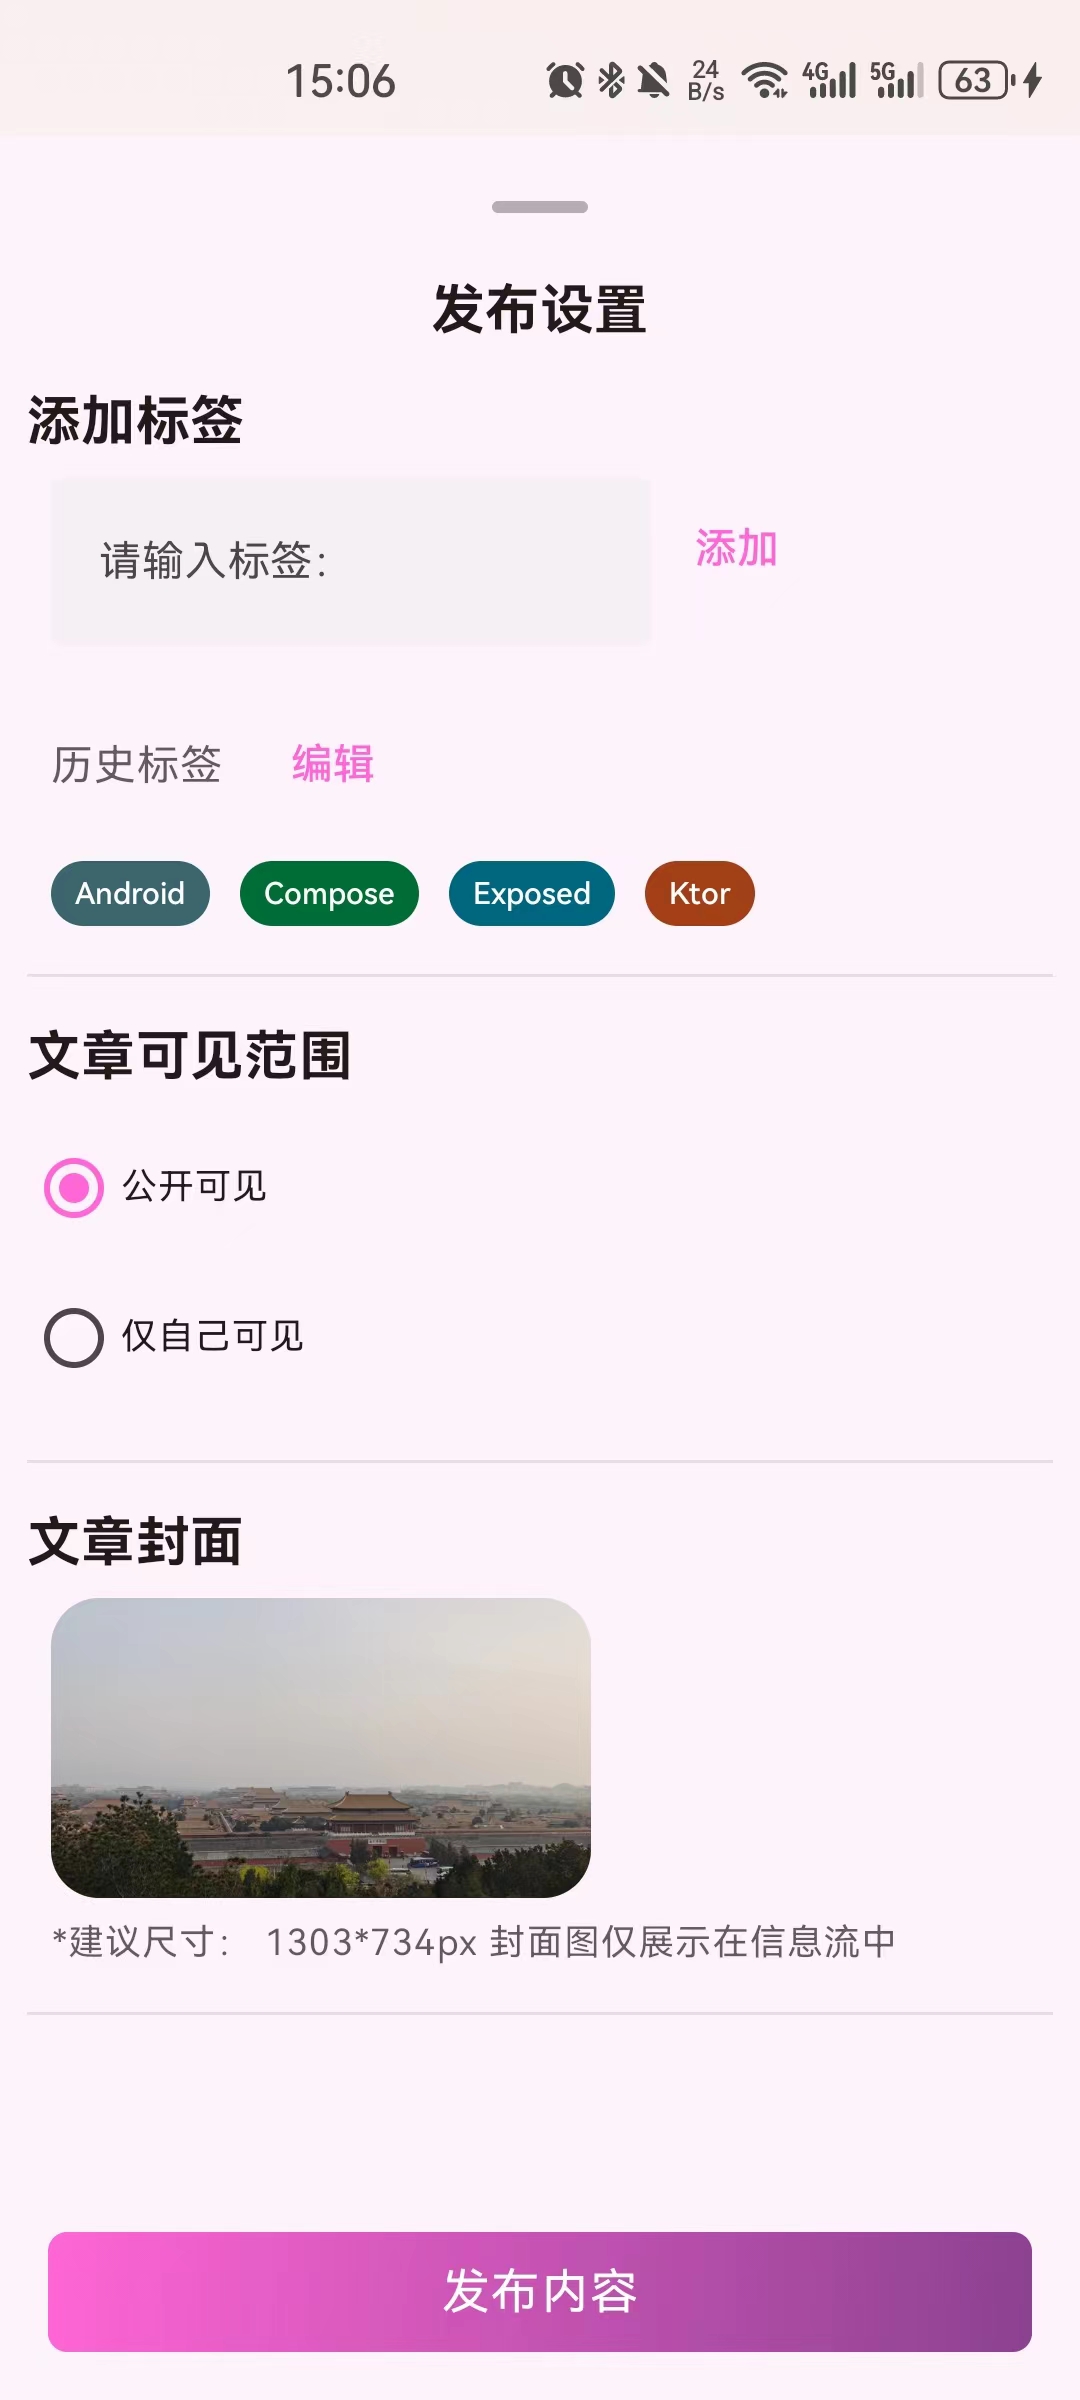 15:06 24 B/s 4G 5G 63
发布设置
添加标签
请输入标签： 添加
历史标签 编辑
Android Compose Exposed Ktor
文章可见范围
公开可见
仅自己可见
文章封面
*建议尺寸： 1303*734px 封面图仅展示在信息流中
发布内容